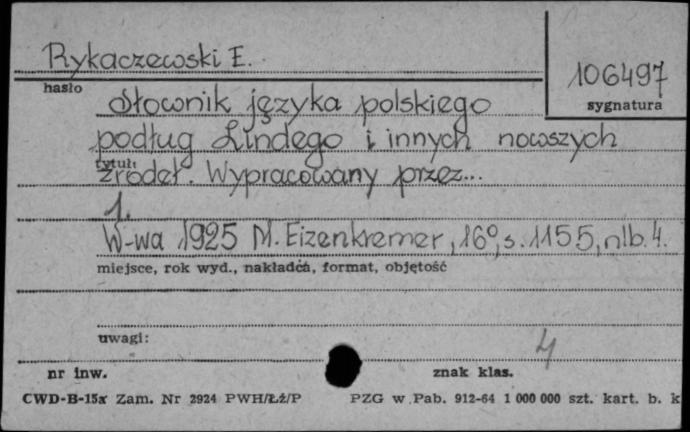 Rykaczewski E.
106497
hasło
sygnatura
Słownik języka polskiego
podług Lindego i innych nowszych
tytuł:
źródeł. Wypracowany przez...
1.
W-wa 1925 M. Eizenkremer, 16°, s. 1155, nlb. 4.
miejsce, rok wyd., nakładca, format, objętość
uwagi:
4
nr inw.
znak klas.
CWD-B-15a Zam. Nr 2924 PWH/Łż/P PZG w Pab. 912-64 1 000 000 szt. kart. b. k